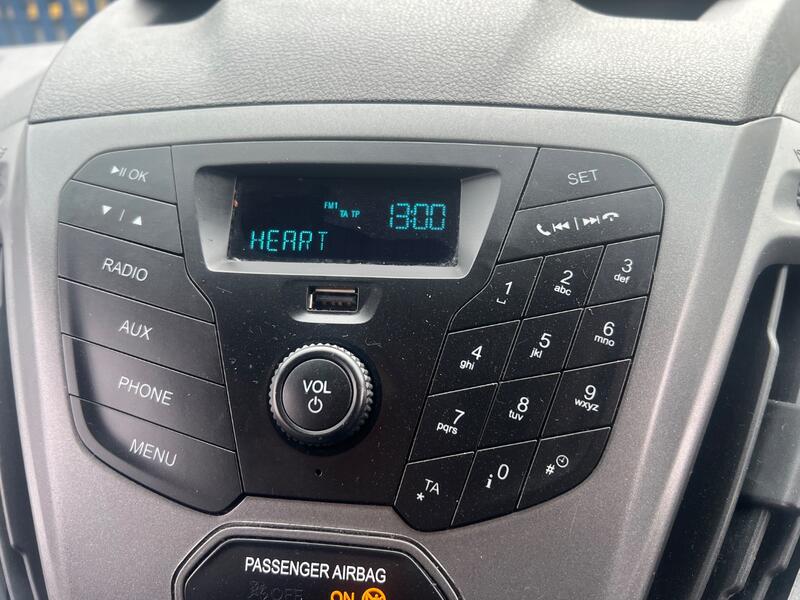 ▶II OK
▼ | ▲
RADIO
AUX
PHONE
MENU
FM1
TA TP
13:00
HEART
VOL
SET
1
2
abc
3
def
4
ghi
5
jkl
6
mno
7
pqrs
8
tuv
9
wxyz
TA
*
i 0
#
PASSENGER AIRBAG
OFF
ON